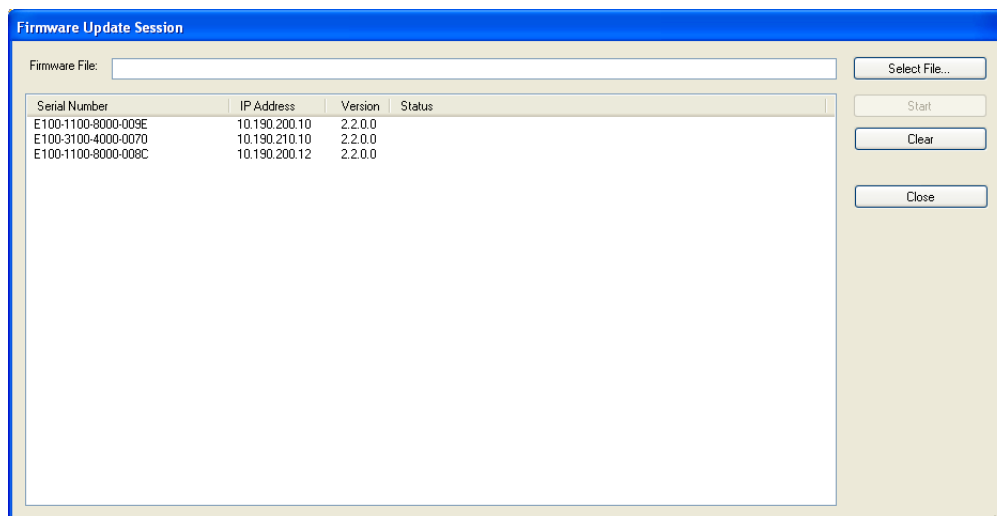 Firmware Update Session
Firmware File:
Select File...
Serial Number IP Address Version Status
Start
E100-1100-8000-009E 10.190.200.10 2.2.0.0
E100-3100-4000-0070 10.190.210.10 2.2.0.0
Clear
E100-1100-8000-008C 10.190.200.12 2.2.0.0
Close